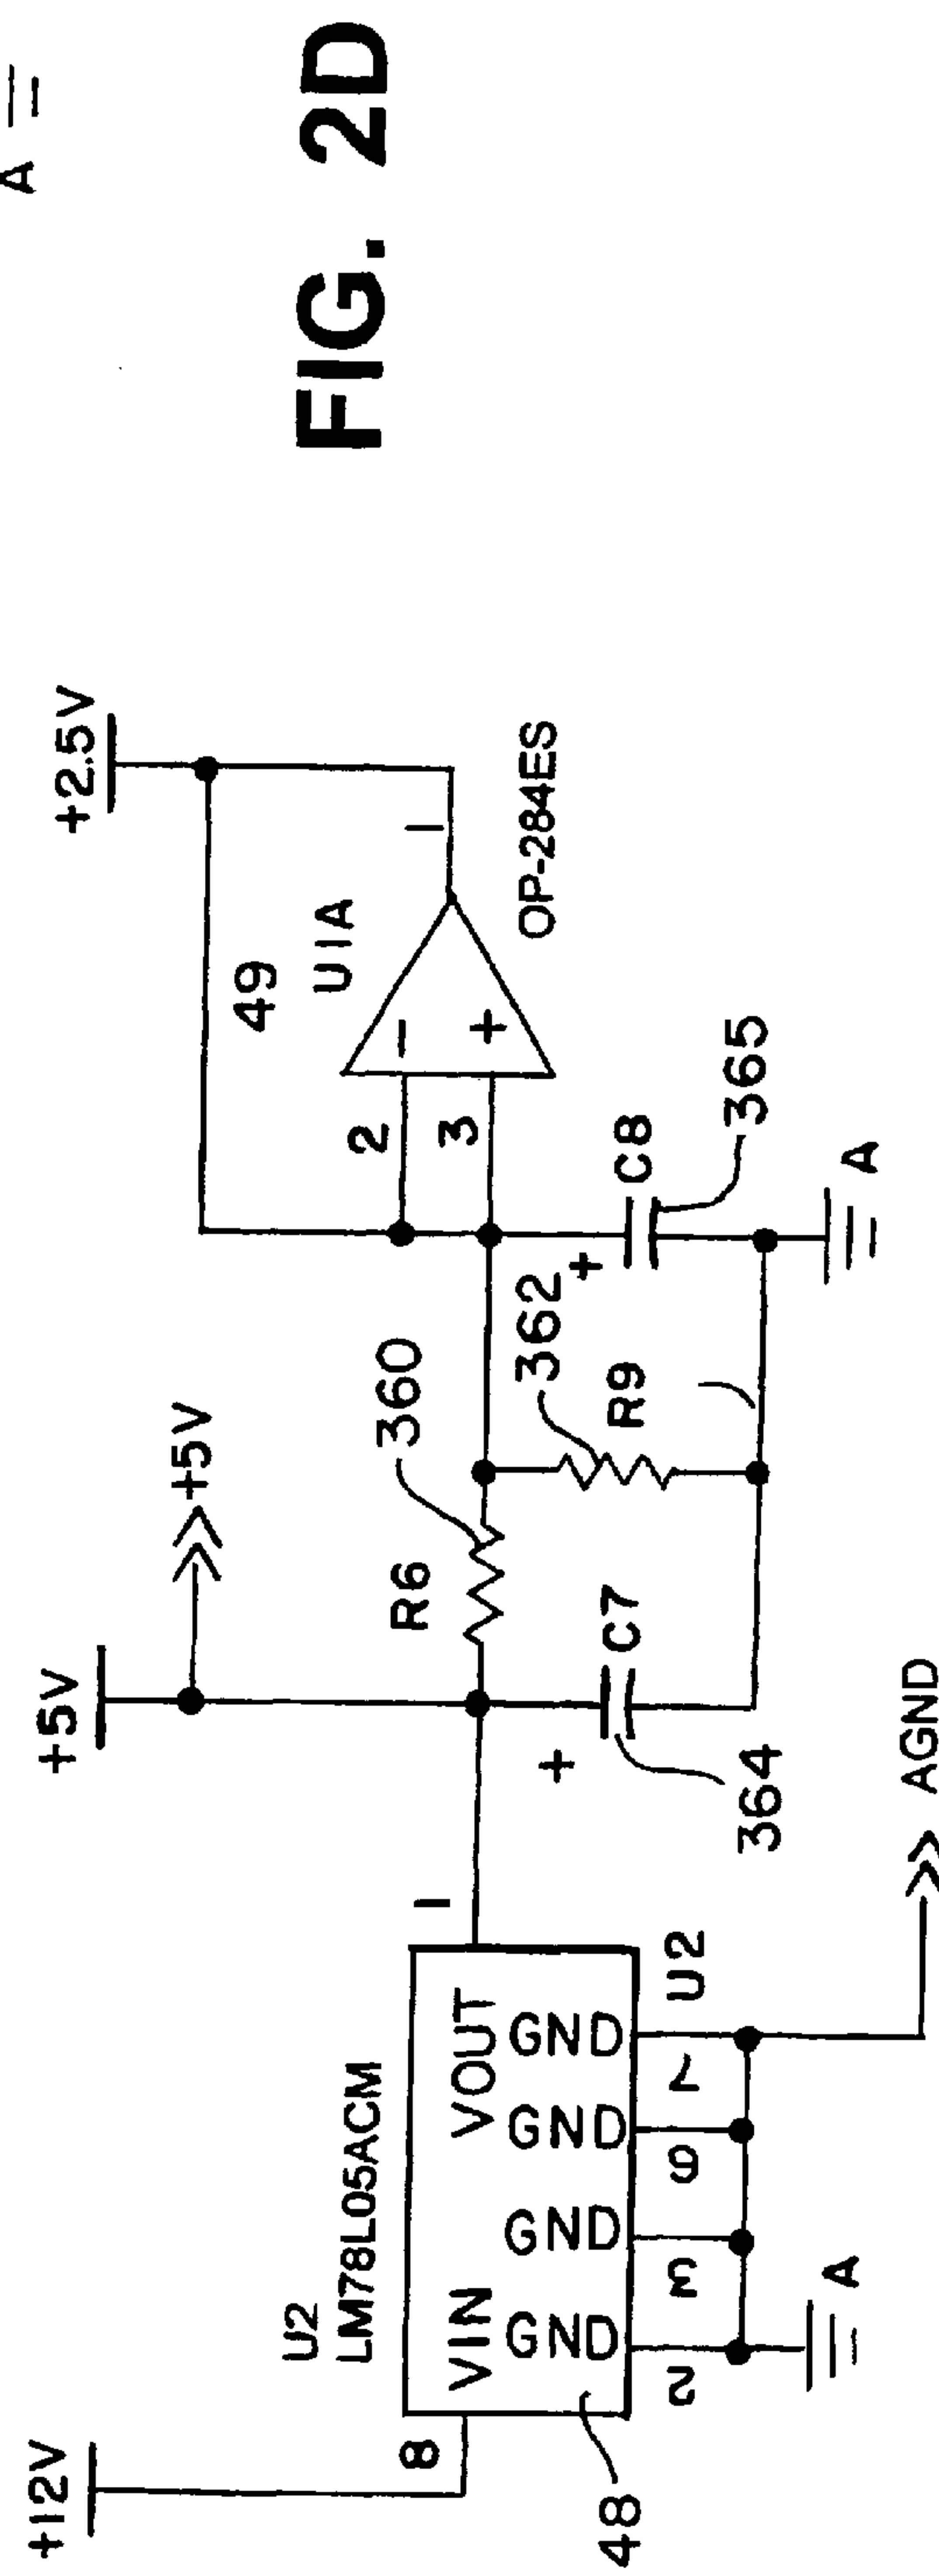 A
FIG. 2D
+12V
+5V
+5V
+2.5V
U2
LM78L05ACM
8
VIN
VOUT
1
GND
GND
GND
GND
2
3
6
7
U2
48
A
AGND
R6
360
+
C7
364
362
R9
+
C8
365
A
49
U1A
2
3
-
+
1
OP-284ES